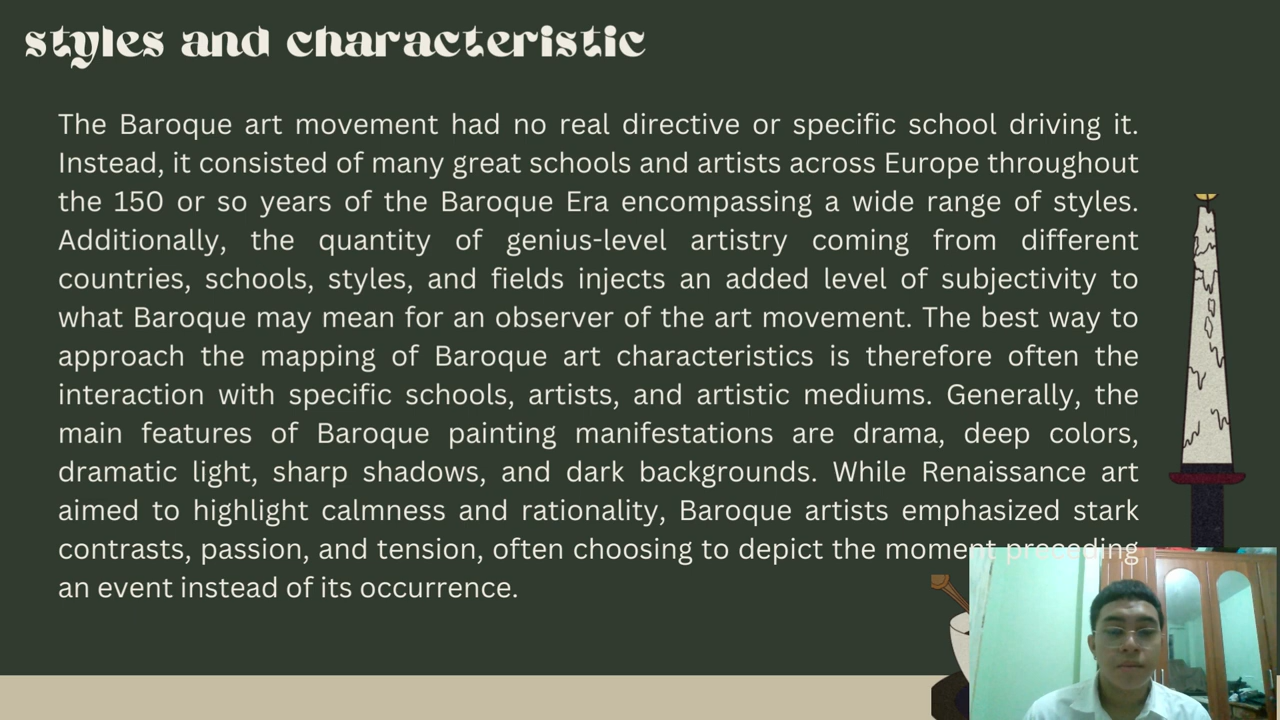 styles and characteristic
The Baroque art movement had no real directive or specific school driving it.
Instead, it consisted of many great schools and artists across Europe throughout
the 150 or so years of the Baroque Era encompassing a wide range of styles.
Additionally, the quantity of genius-level artistry coming from different
countries, schools, styles, and fields injects an added level of subjectivity to
what Baroque may mean for an observer of the art movement. The best way to
approach the mapping of Baroque art characteristics is therefore often the
interaction with specific schools, artists, and artistic mediums. Generally, the
main features of Baroque painting manifestations are drama, deep colors,
dramatic light, sharp shadows, and dark backgrounds. While Renaissance art
aimed to highlight calmness and rationality, Baroque artists emphasized stark
contrasts, passion, and tension, often choosing to depict the moment preceding
an event instead of its occurrence.